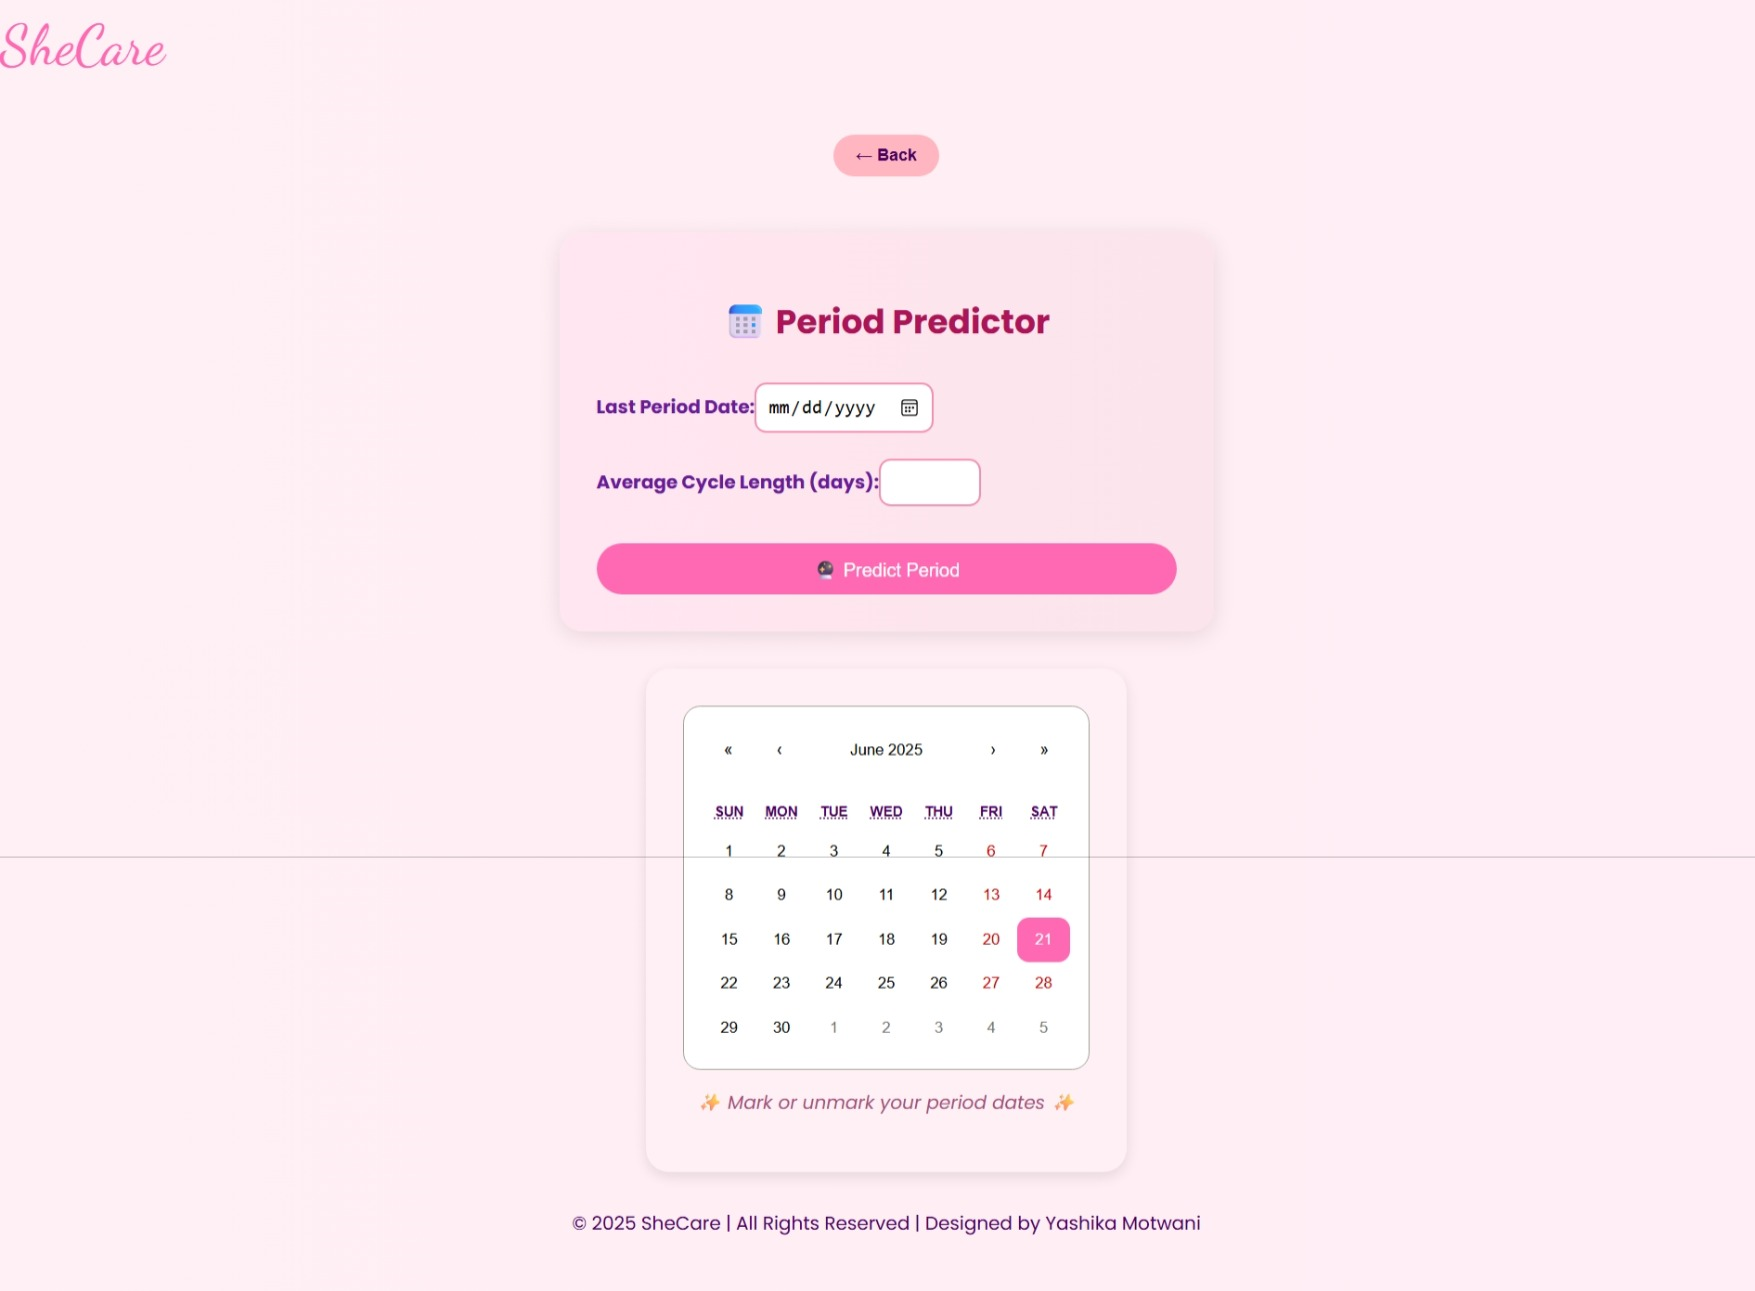 SheCare
← Back
Period Predictor
Last Period Date: mm/dd/yyyy
Average Cycle Length (days):
Predict Period
« ‹ June 2025 › »
SUN MON TUE WED THU FRI SAT
1 2 3 4 5 6 7
8 9 10 11 12 13 14
15 16 17 18 19 20 21
22 23 24 25 26 27 28
29 30 1 2 3 4 5
✨ Mark or unmark your period dates ✨
© 2025 SheCare | All Rights Reserved | Designed by Yashika Motwani